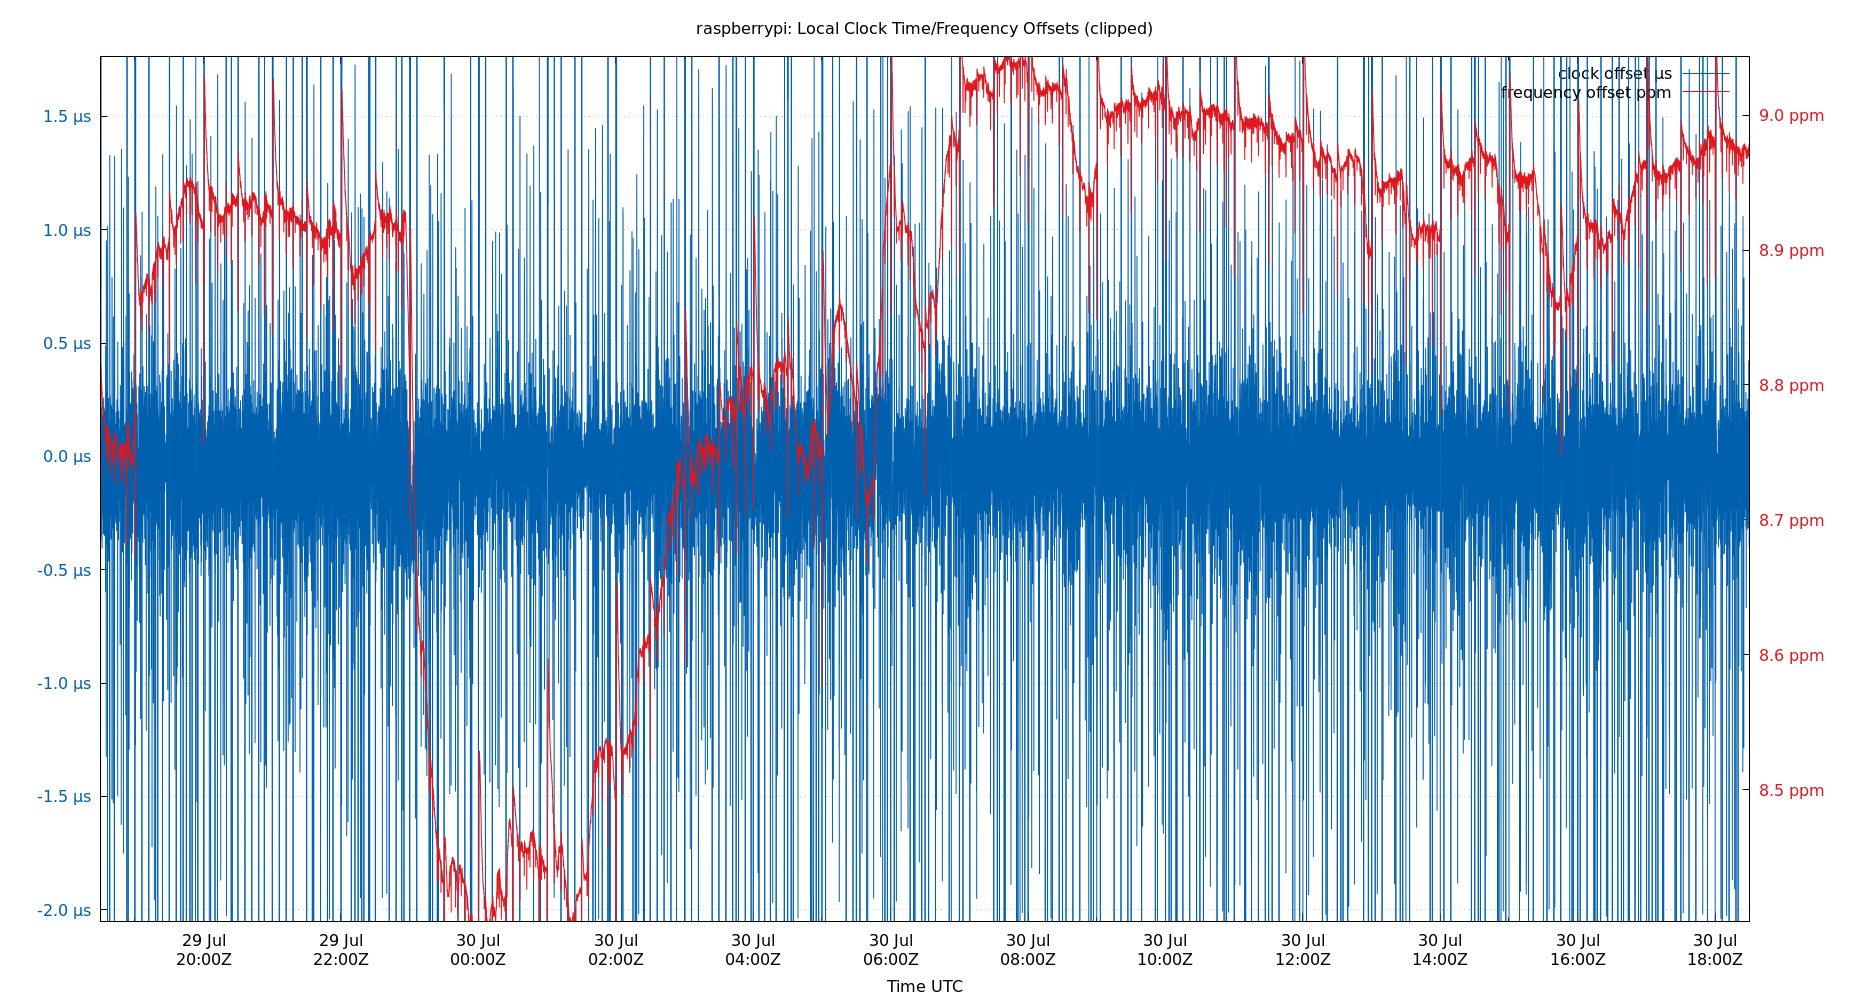 raspberrypi: Local Clock Time/Frequency Offsets (clipped)
clock offset µs
frequency offset ppm
1.5 µs
1.0 µs
0.5 µs
0.0 µs
-0.5 µs
-1.0 µs
-1.5 µs
-2.0 µs
9.0 ppm
8.9 ppm
8.8 ppm
8.7 ppm
8.6 ppm
8.5 ppm
29 Jul 29 Jul 30 Jul 30 Jul 30 Jul 30 Jul 30 Jul 30 Jul 30 Jul 30 Jul 30 Jul 30 Jul
20:00Z 22:00Z 00:00Z 02:00Z 04:00Z 06:00Z 08:00Z 10:00Z 12:00Z 14:00Z 16:00Z 18:00Z
Time UTC